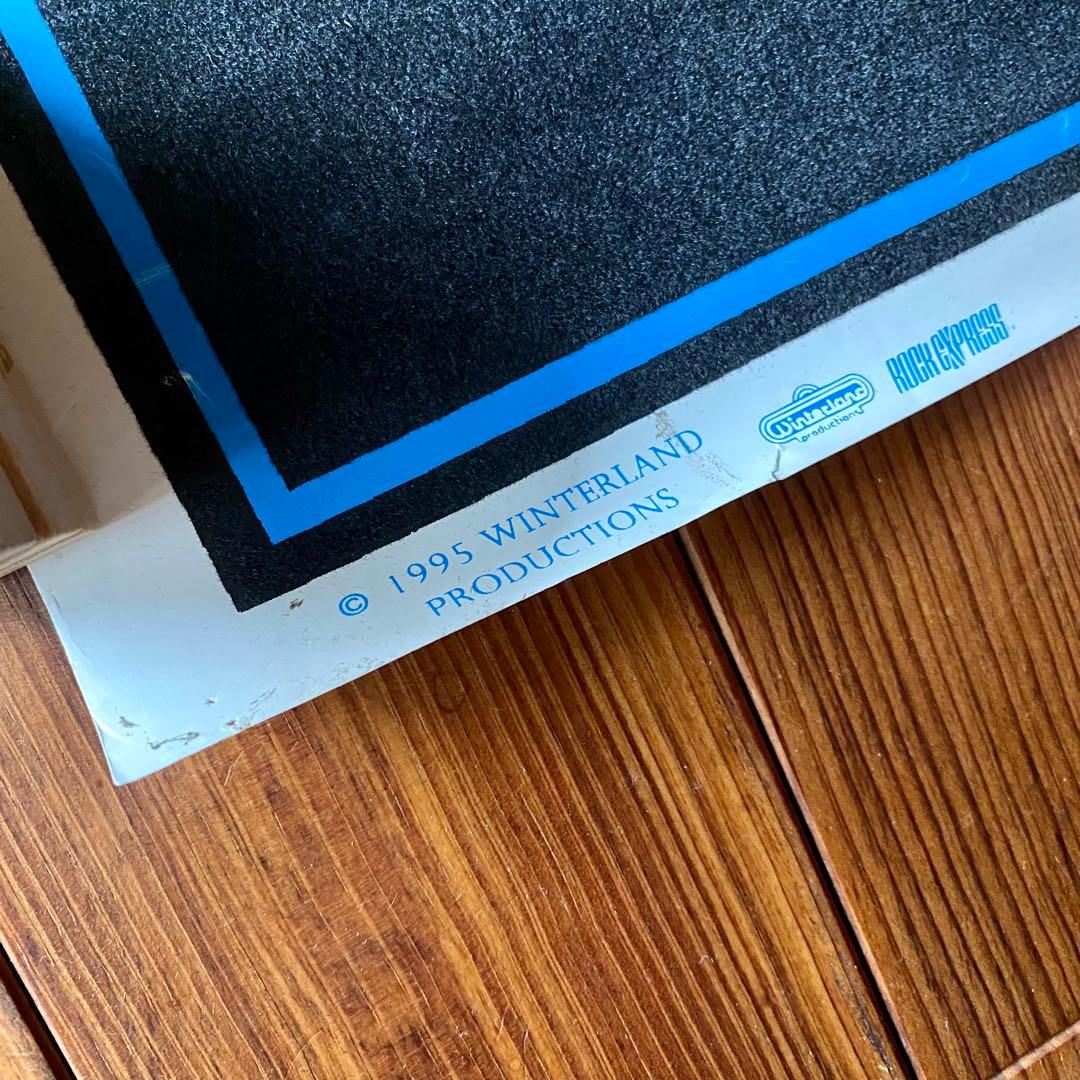 © 1995 WINTERLAND
PRODUCTIONS
Winterland
Productions
ROCK EXPRESS